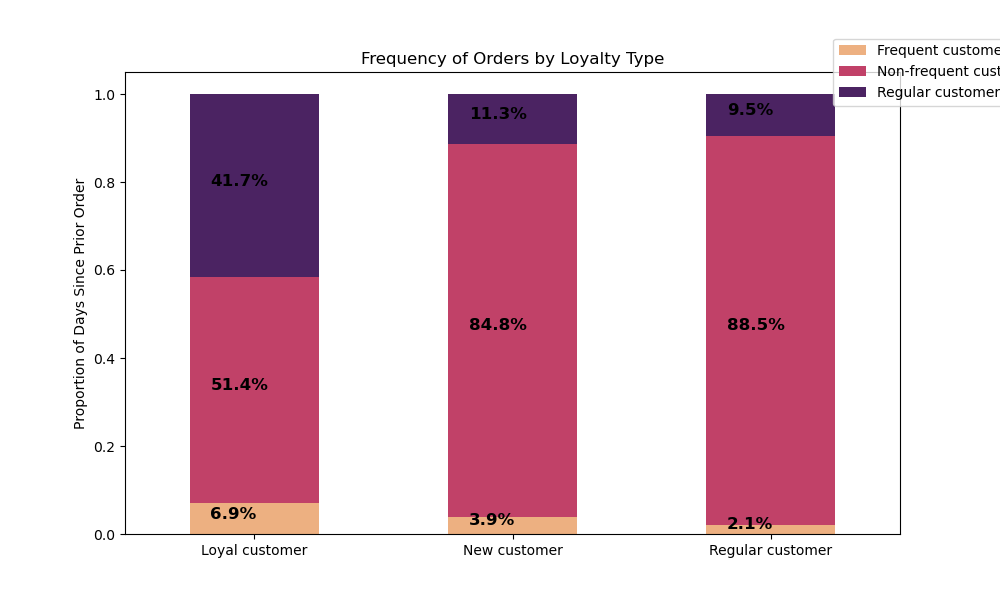 Frequency of Orders by Loyalty Type
Frequent custome
Non-frequent cust
Regular customer
Proportion of Days Since Prior Order
1.0
0.8
0.6
0.4
0.2
0.0
41.7%
51.4%
6.9%
11.3%
84.8%
3.9%
9.5%
88.5%
2.1%
Loyal customer
New customer
Regular customer